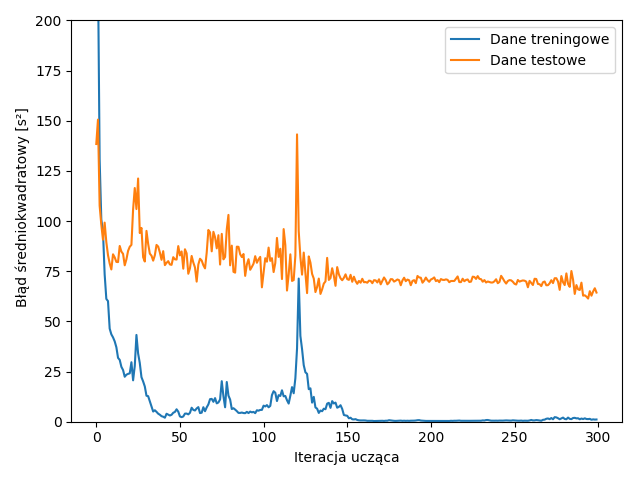 200
175
150
125
100
75
50
25
0
Błąd średniokwadratowy [s²]
Dane treningowe
Dane testowe
0 50 100 150 200 250 300
Iteracja ucząca